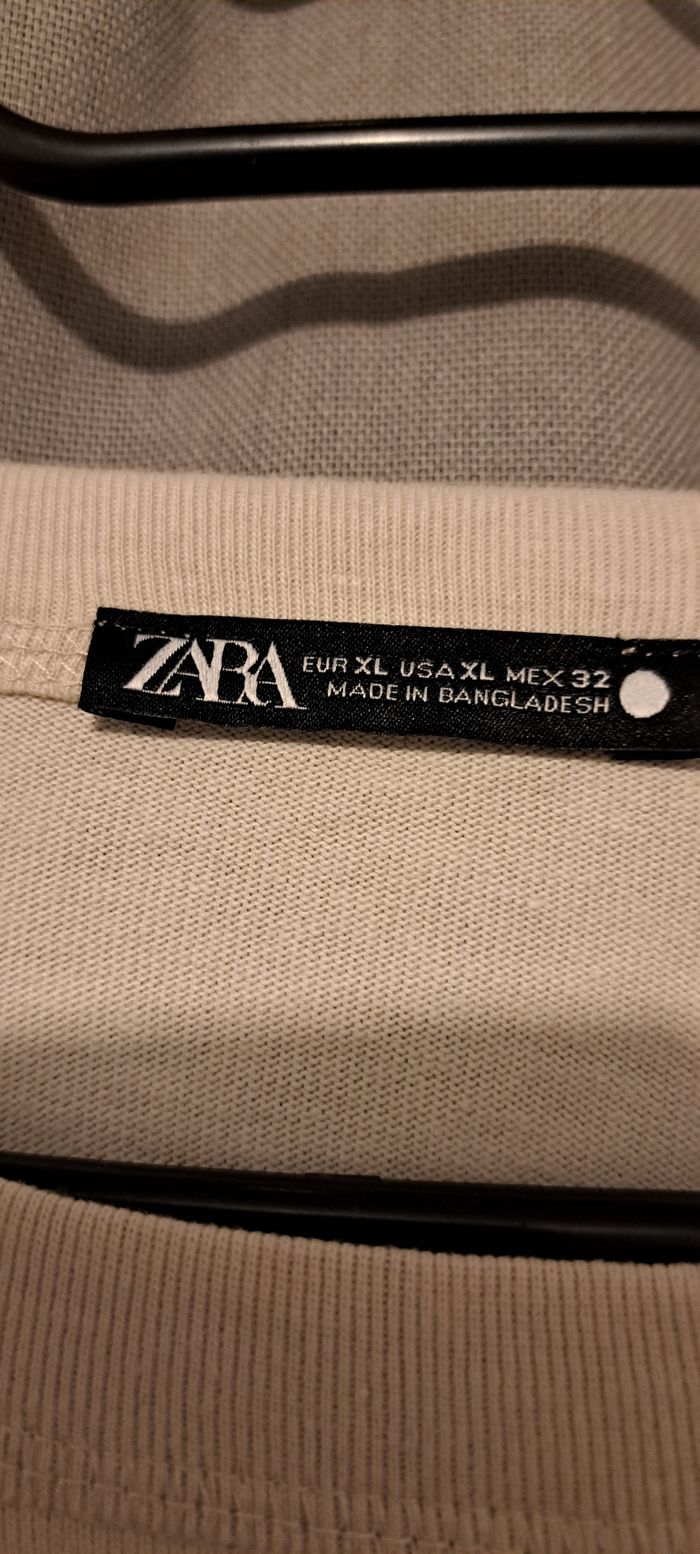 ZARA
EUR XL USA XL MEX 32
MADE IN BANGLADESH